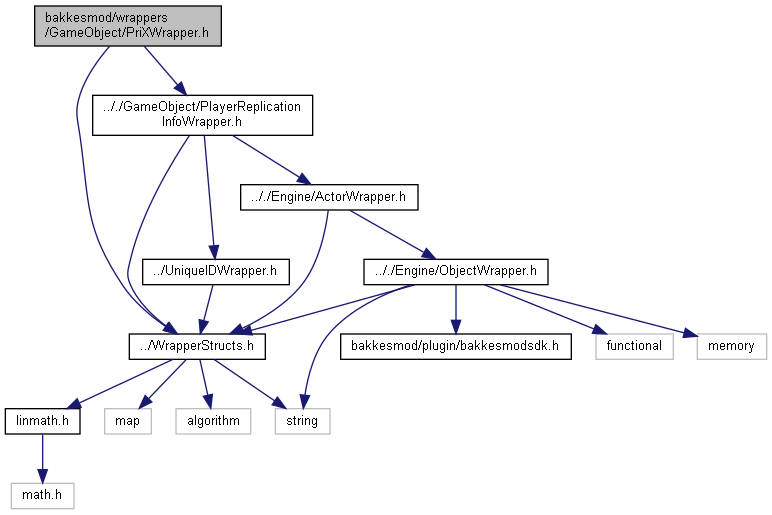 bakkesmod/wrappers
/GameObject/PriXWrapper.h
.././GameObject/PlayerReplication
InfoWrapper.h
.././Engine/ActorWrapper.h
../UniqueIDWrapper.h
.././Engine/ObjectWrapper.h
../WrapperStructs.h
bakkesmod/plugin/bakkesmodsdk.h
functional
memory
linmath.h
map
algorithm
string
math.h